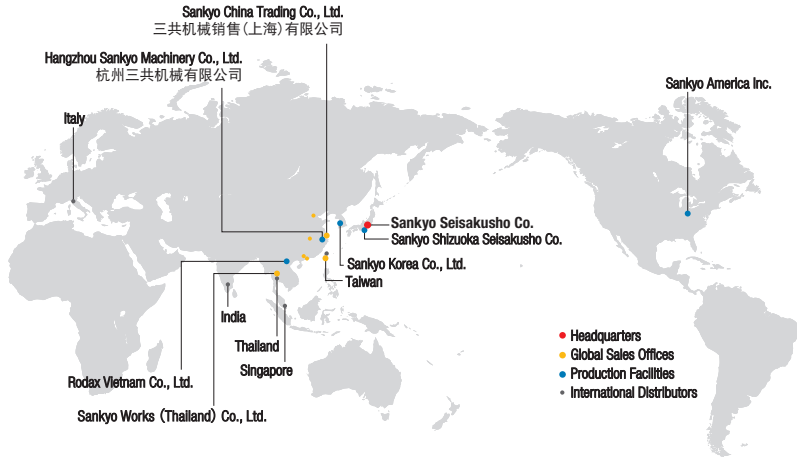 Sankyo China Trading Co., Ltd.
三共机械销售(上海)有限公司
Hangzhou Sankyo Machinery Co., Ltd.
杭州三共机械有限公司
Sankyo America Inc.
Italy
Sankyo Seisakusho Co.
Sankyo Shizuoka Seisakusho Co.
Sankyo Korea Co., Ltd.
Taiwan
India
Thailand
Singapore
Rodax Vietnam Co., Ltd.
Sankyo Works (Thailand) Co., Ltd.
Headquarters
Global Sales Offices
Production Facilities
International Distributors